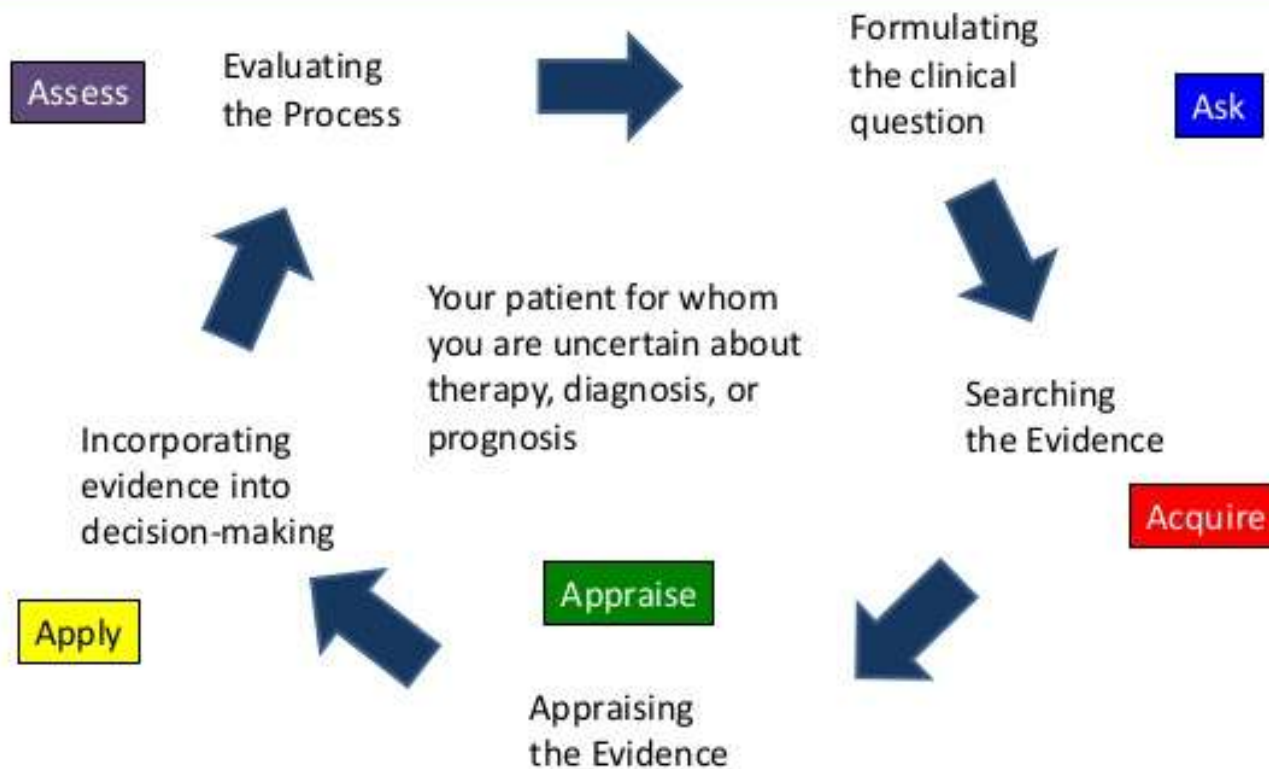 Assess
Evaluating
the Process
Formulating
the clinical
question
Ask
Your patient for whom
you are uncertain about
therapy, diagnosis, or
prognosis
Searching
the Evidence
Acquire
Appraise
Appraising
the Evidence
Incorporating
evidence into
decision-making
Apply